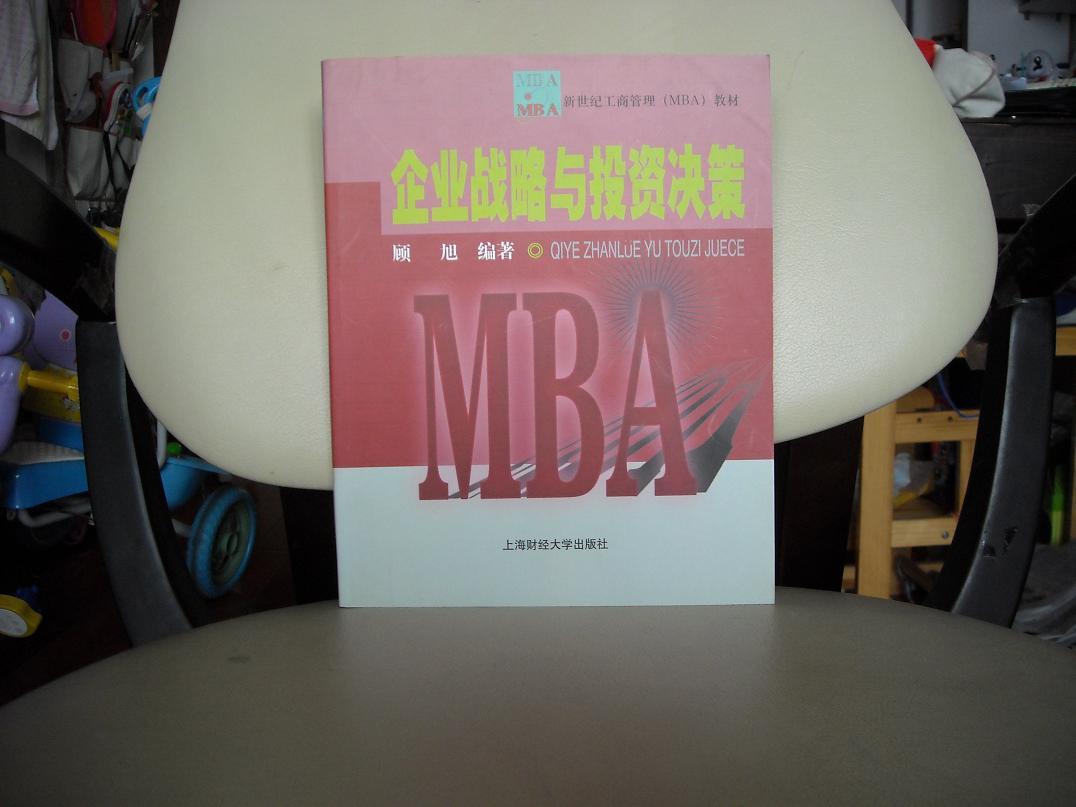 MBA
MBA
新世纪工商管理（MBA）教材
企业战略与投资决策
顾 旭 编著 ◎ QIYE ZHANLüE YU TOUZI JUECE
MBA
上海财经大学出版社